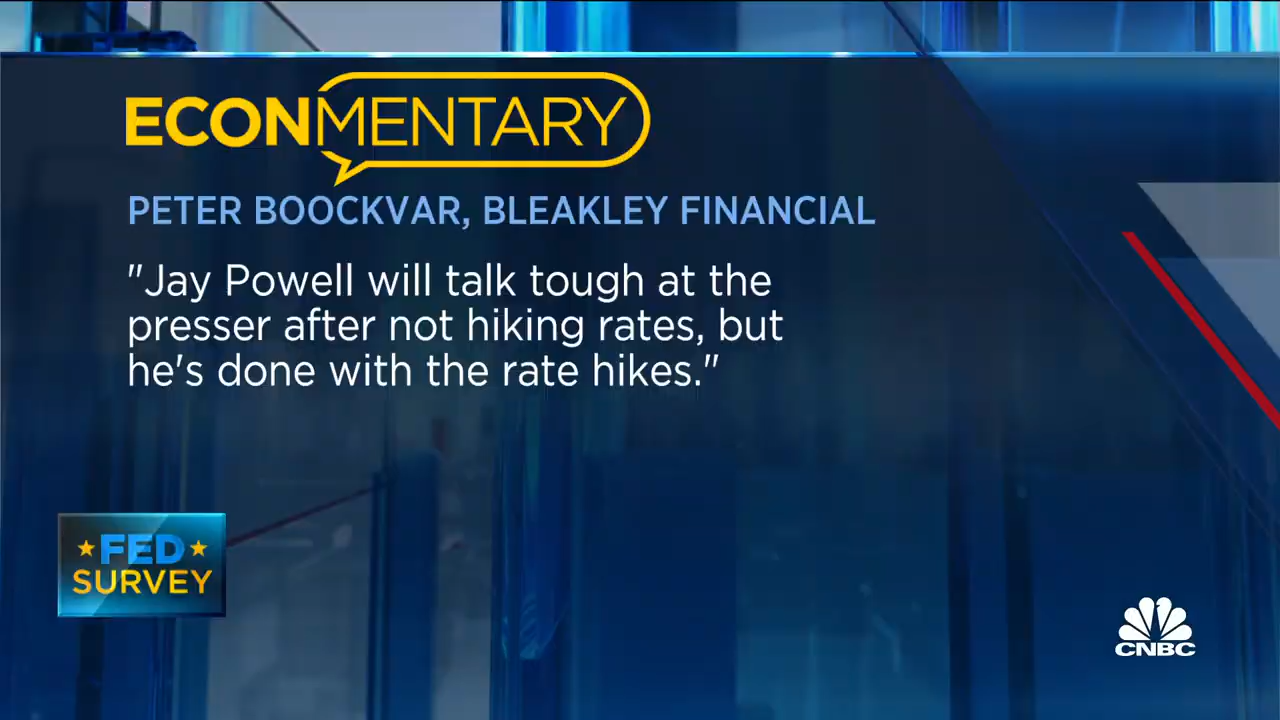 ECONMENTARY
PETER BOOCKVAR, BLEAKLEY FINANCIAL
"Jay Powell will talk tough at the
presser after not hiking rates, but
he's done with the rate hikes."
FED
SURVEY
CNBC